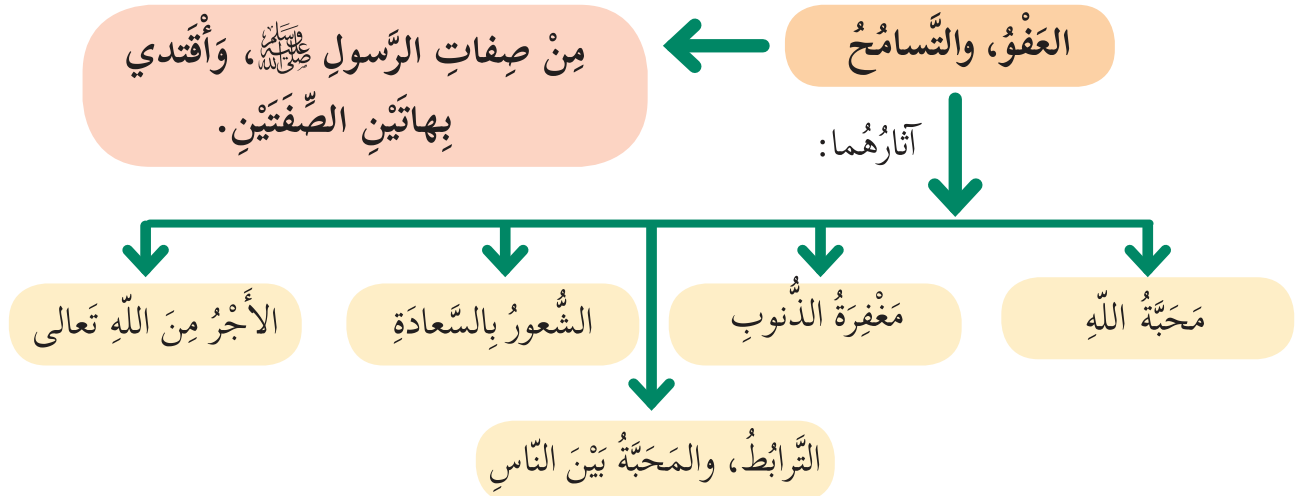 العَفْوُ، والتَّسامُحُ
مِنْ صِفاتِ الرَّسولِ ﷺ، وَأَقْتَدي
بِهاتَيْنِ الصِّفَتَيْنِ.
آثارُهُما:
مَحَبَّةُ اللّهِ
مَغْفِرَةُ الذُّنوبِ
الشُّعورُ بِالسَّعادَةِ
الأَجْرُ مِنَ اللّهِ تَعالى
التَّرابُطُ، والمَحَبَّةُ بَيْنَ النّاسِ